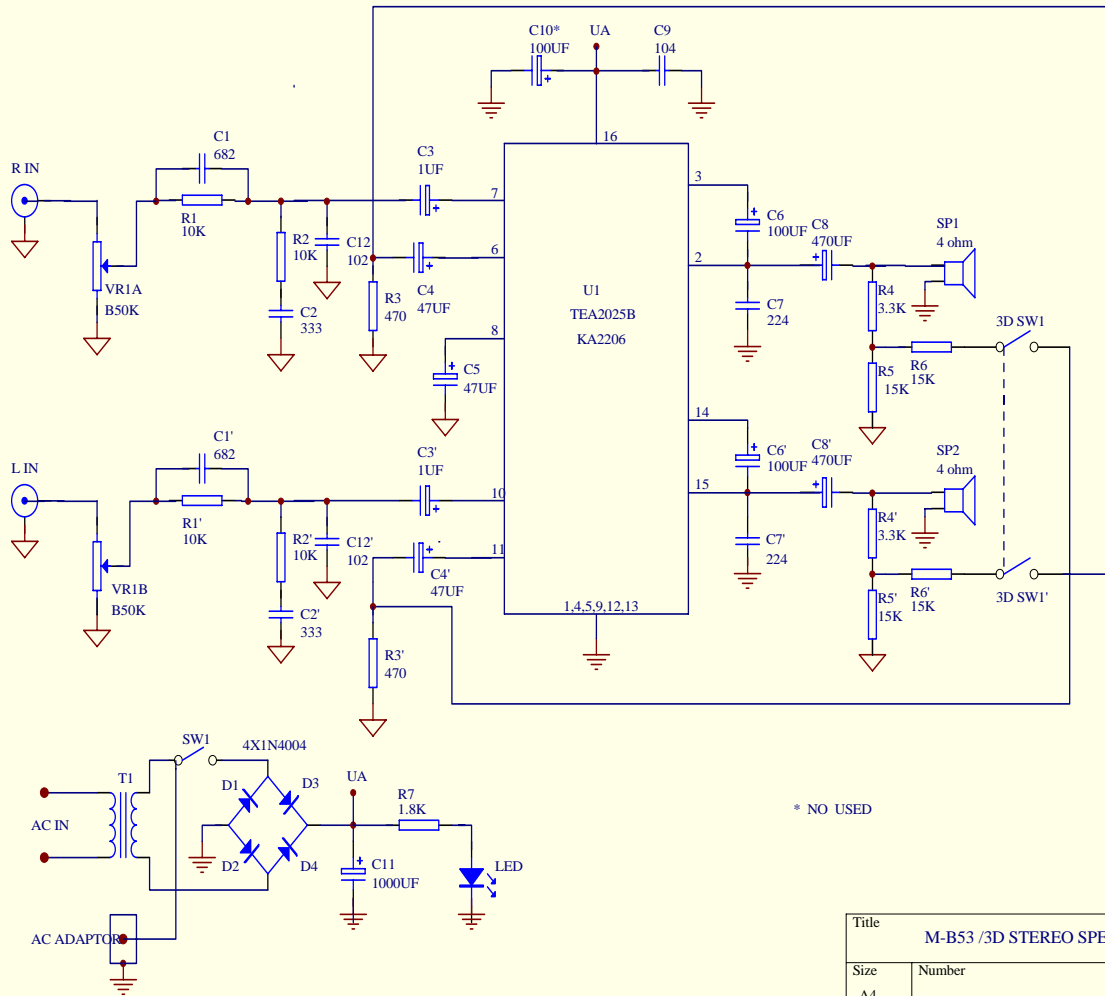 C10* UA C9
100UF 104
16
C1
682
R IN
C3
1UF
7
3
R1
10K
R2
10K
C12
102
6
C4
47UF
VR1A
B50K
C2
333
R3
470
8
C5
47UF
U1
TEA2025B
KA2206
C6
100UF
C8
470UF
SP1
4 ohm
2
C7
224
R4
3.3K
3D SW1
R6
15K
R5
15K
14
C1'
682
L IN
C3'
1UF
10
R1'
10K
R2'
10K
C12'
102
11
C4'
47UF
VR1B
B50K
C2'
333
R3'
470
C6'
100UF
C8'
470UF
SP2
4 ohm
15
C7'
224
R4'
3.3K
R5'
15K
R6'
15K
3D SW1'
1,4,5,9,12,13
SW1
4X1N4004
T1
D1
D3
UA
R7
1.8K
AC IN
D2
D4
C11
1000UF
LED
* NO USED
AC ADAPTOR
Title
M-B53 /3D STEREO SPE
Size Number
A4